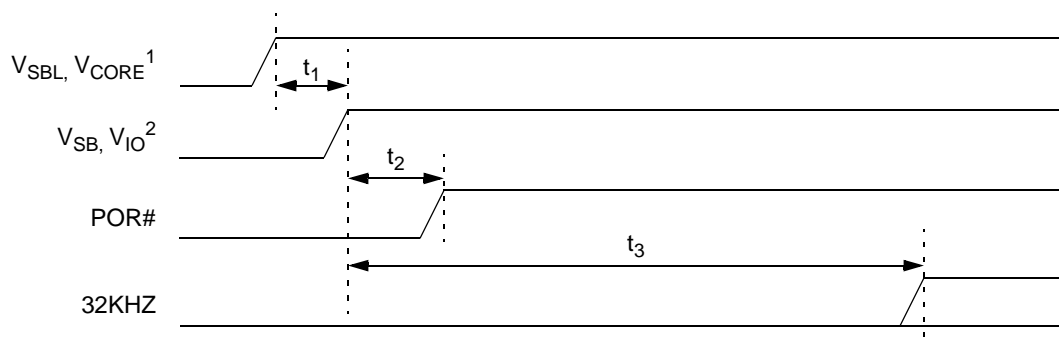 V_SBL, V_CORE^1
t_1
V_SB, V_IO^2
t_2
POR#
t_3
32KHZ